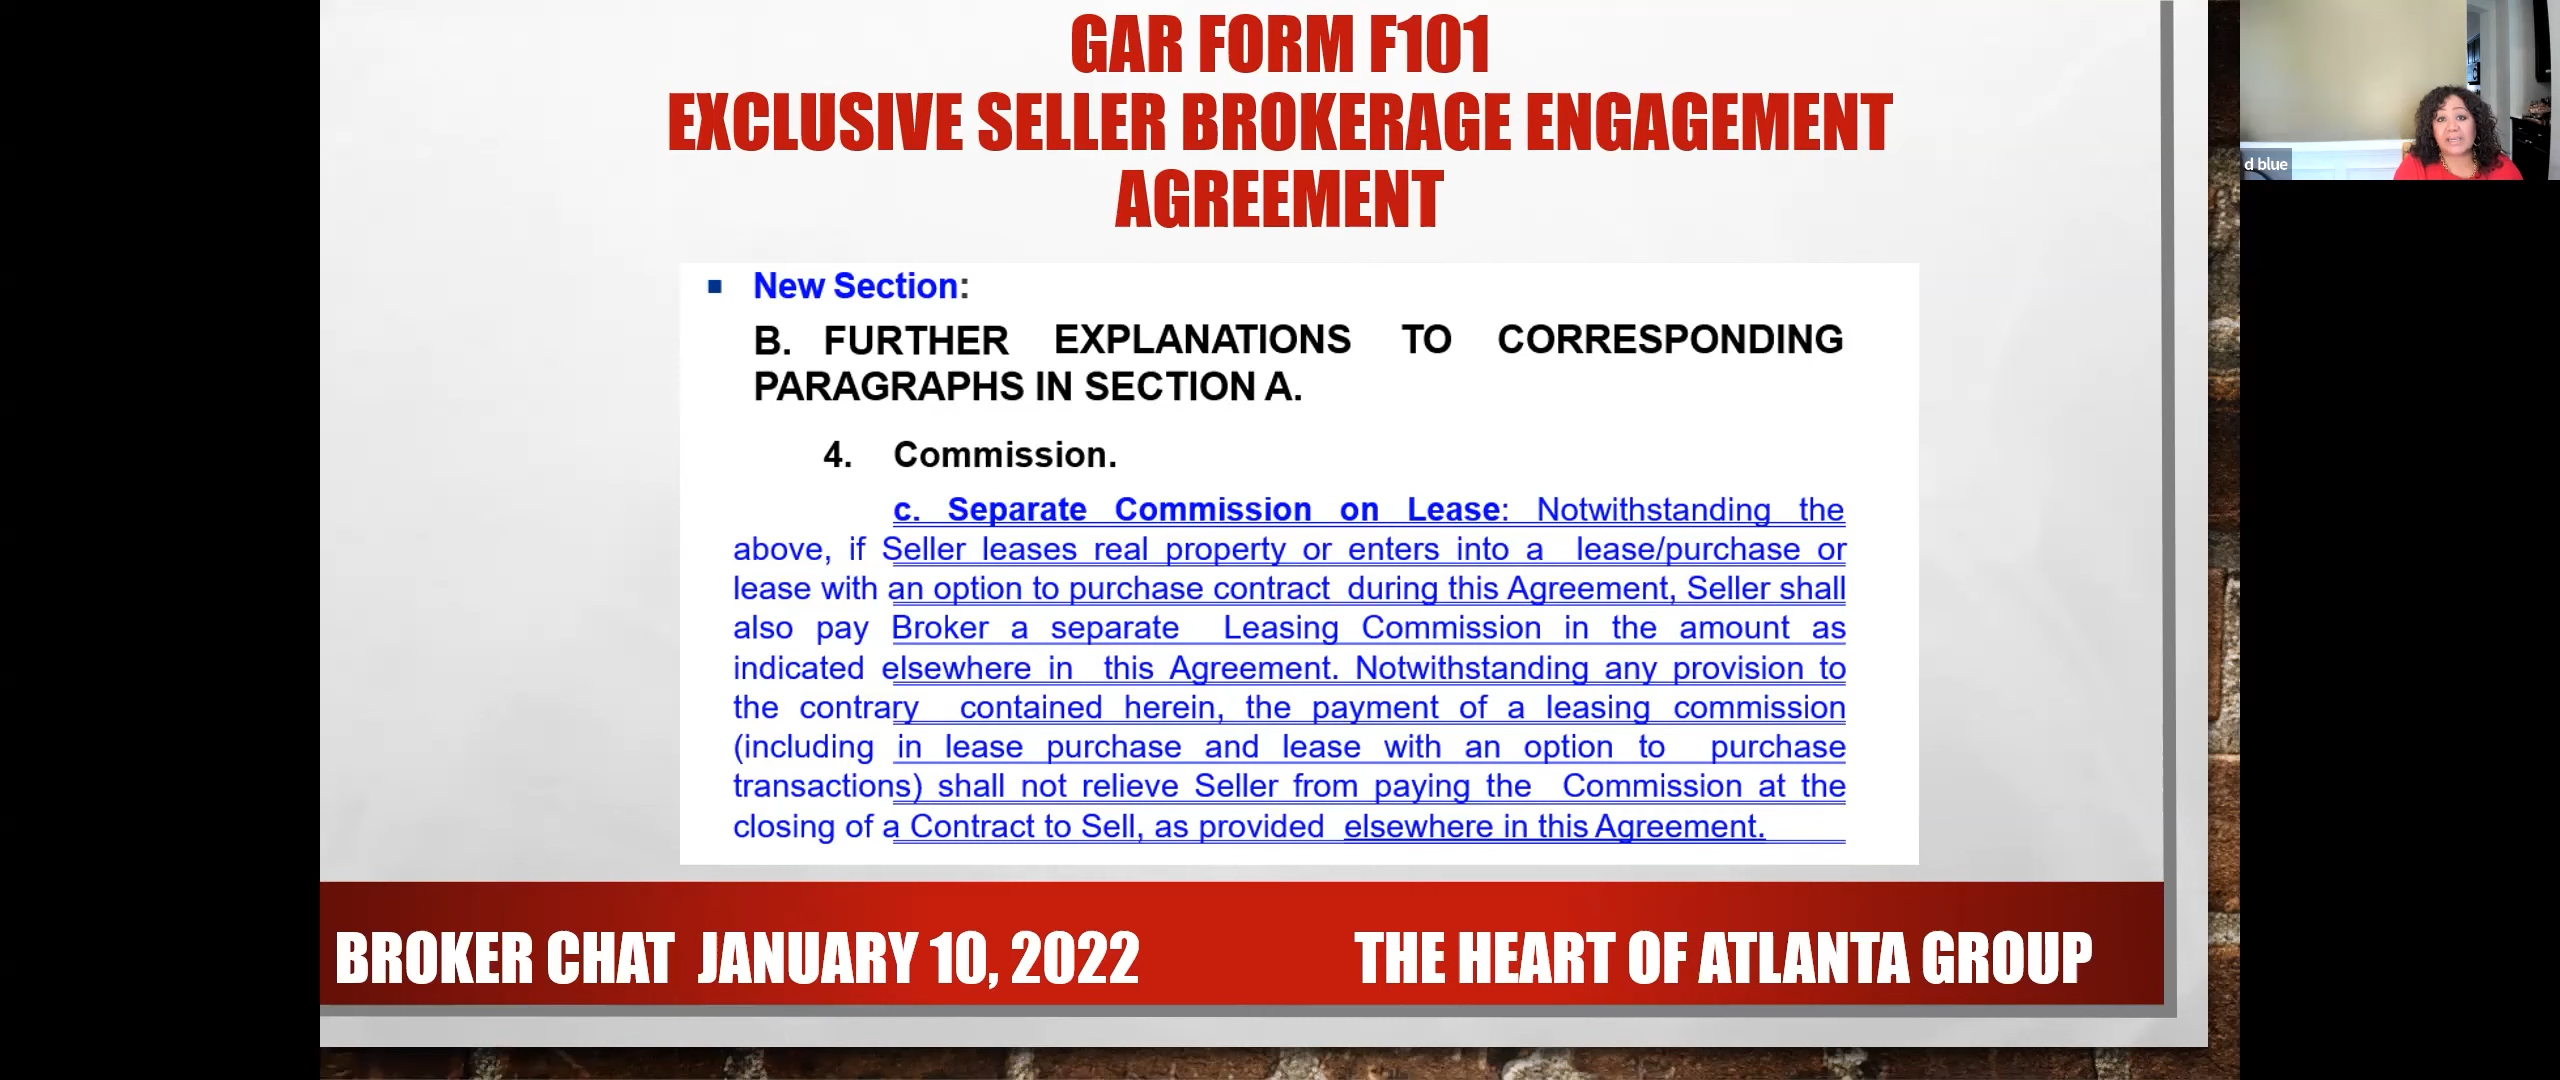 GAR FORM F101
EXCLUSIVE SELLER BROKERAGE ENGAGEMENT
AGREEMENT
d blue
New Section:
B. FURTHER EXPLANATIONS TO CORRESPONDING
PARAGRAPHS IN SECTION A.
4. Commission.
c. Separate Commission on Lease: Notwithstanding the
above, if Seller leases real property or enters into a lease/purchase or
lease with an option to purchase contract during this Agreement, Seller shall
also pay Broker a separate Leasing Commission in the amount as
indicated elsewhere in this Agreement. Notwithstanding any provision to
the contrary contained herein, the payment of a leasing commission
(including in lease purchase and lease with an option to purchase
transactions) shall not relieve Seller from paying the Commission at the
closing of a Contract to Sell, as provided elsewhere in this Agreement.
BROKER CHAT JANUARY 10, 2022
THE HEART OF ATLANTA GROUP